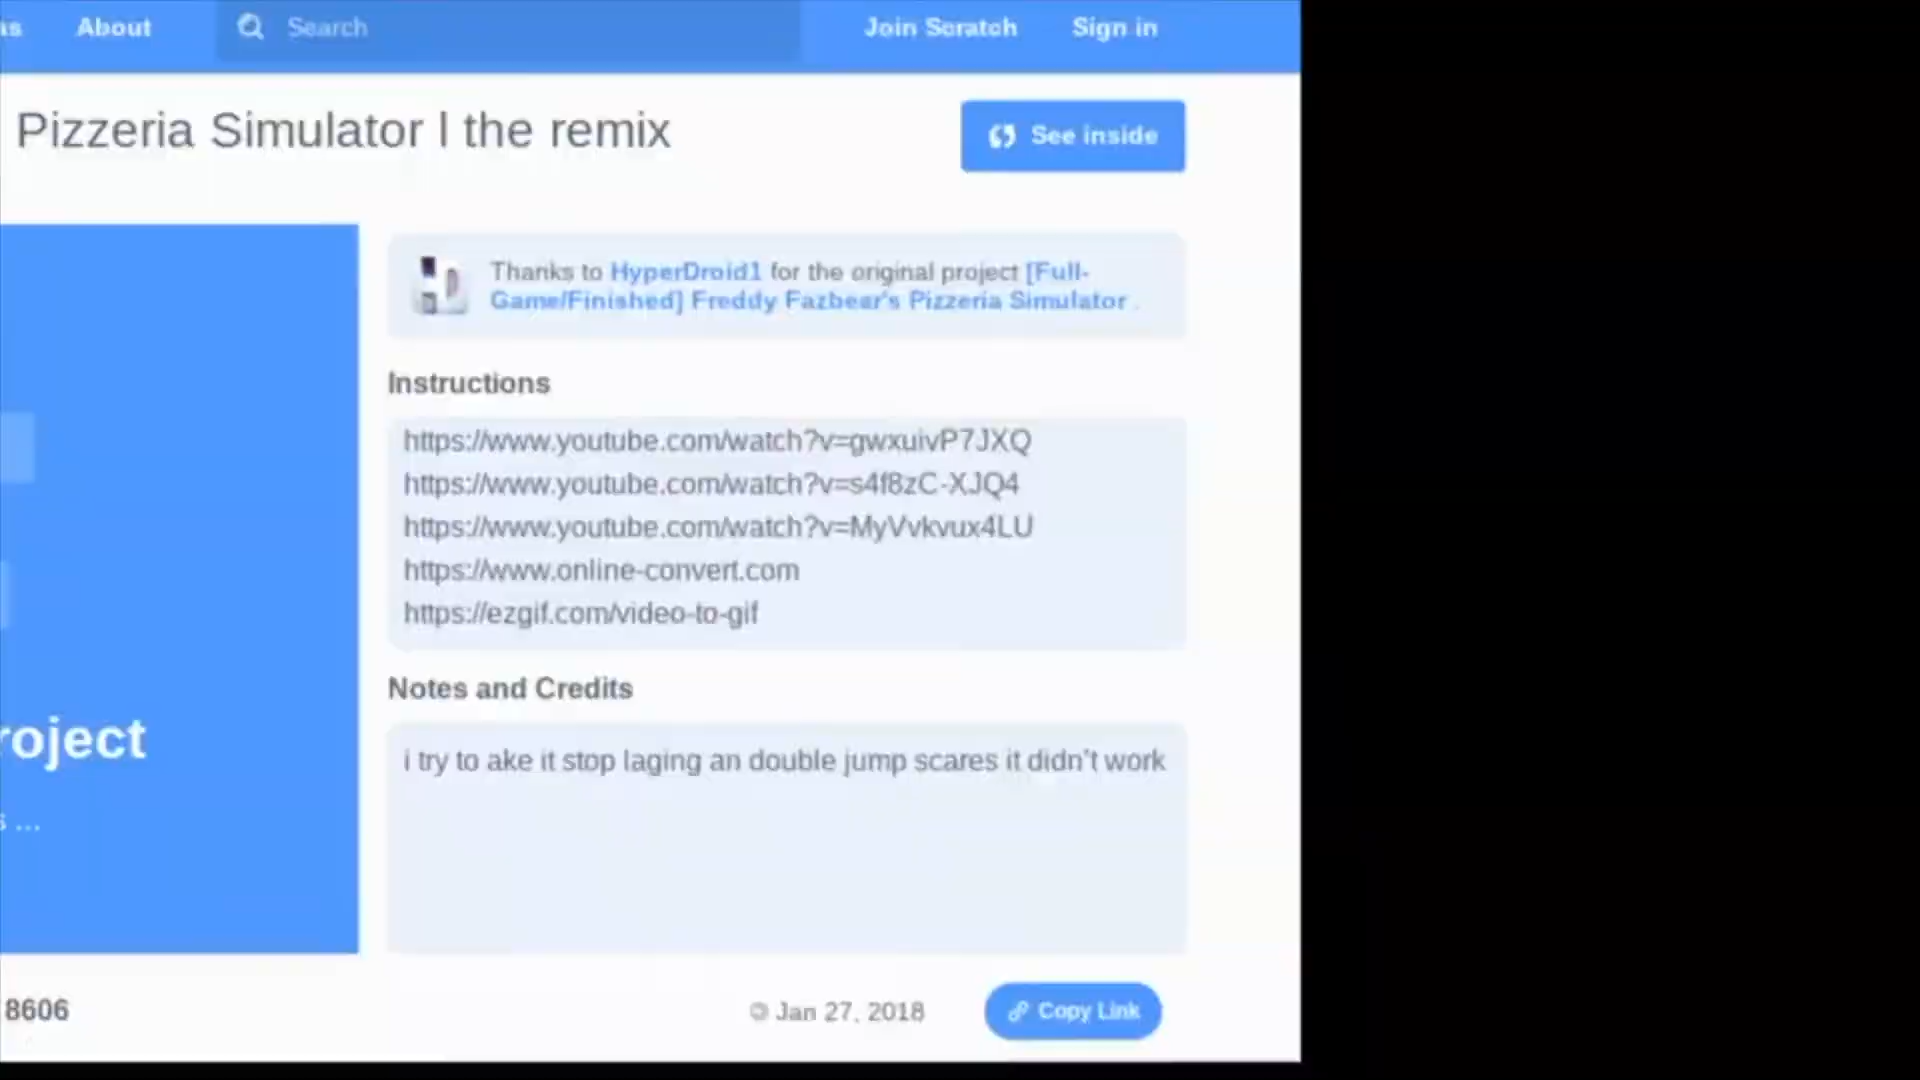 as About Search Join Scratch Sign in
Pizzeria Simulator l the remix
See inside
Thanks to HyperDroid1 for the original project [Full-
Game/Finished] Freddy Fazbear's Pizzeria Simulator .
Instructions
https://www.youtube.com/watch?v=gwxuivP7JXQ
https://www.youtube.com/watch?v=s4f8zC-XJQ4
https://www.youtube.com/watch?v=MyVvkvux4LU
https://www.online-convert.com
https://ezgif.com/video-to-gif
Notes and Credits
i try to ake it stop laging an double jump scares it didn't work
roject
s ...
8606
© Jan 27, 2018
Copy Link